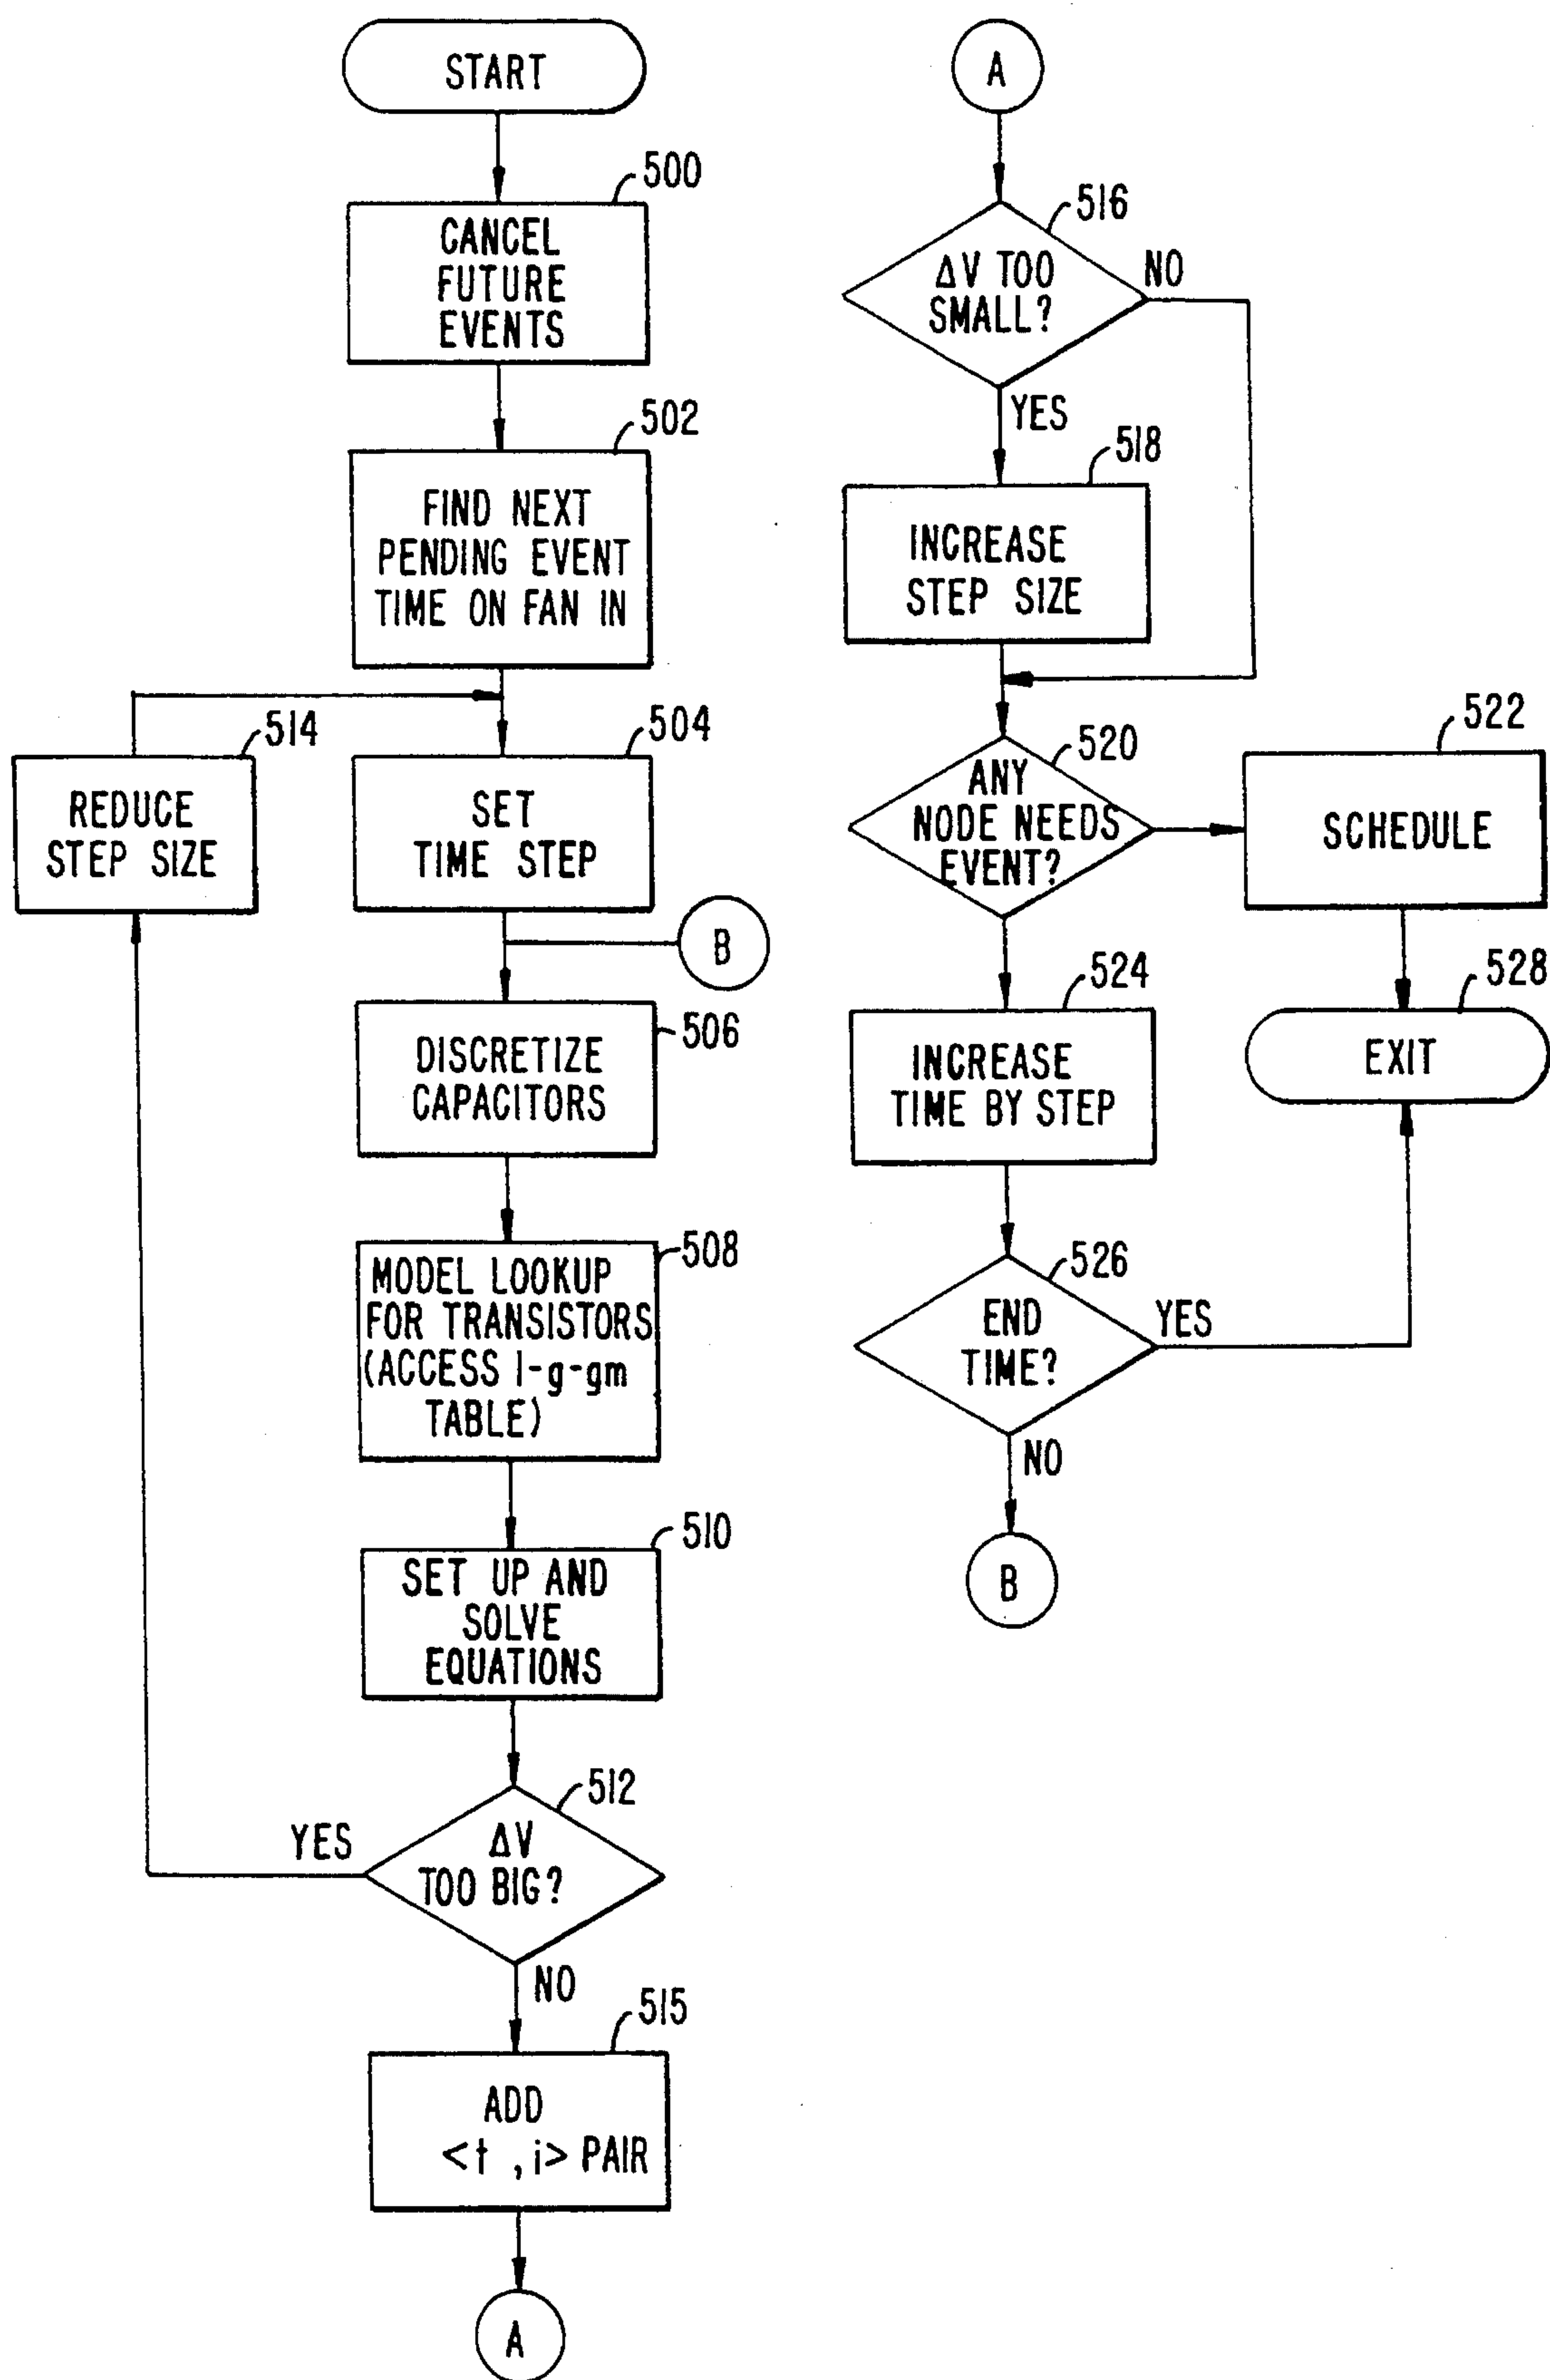 START
500
CANCEL
FUTURE
EVENTS
502
FIND NEXT
PENDING EVENT
TIME ON FAN IN
514
REDUCE
STEP SIZE
504
SET
TIME STEP
B
506
DISCRETIZE
CAPACITORS
508
MODEL LOOKUP
FOR TRANSISTORS
(ACCESS I-g-gm
TABLE)
510
SET UP AND
SOLVE
EQUATIONS
512
ΔV
TOO BIG?
YES
NO
515
ADD
<t ,i> PAIR
A
A
516
ΔV TOO
SMALL?
NO
YES
518
INCREASE
STEP SIZE
520
ANY
NODE NEEDS
EVENT?
522
SCHEDULE
524
INCREASE
TIME BY STEP
528
EXIT
526
END
TIME?
YES
NO
B